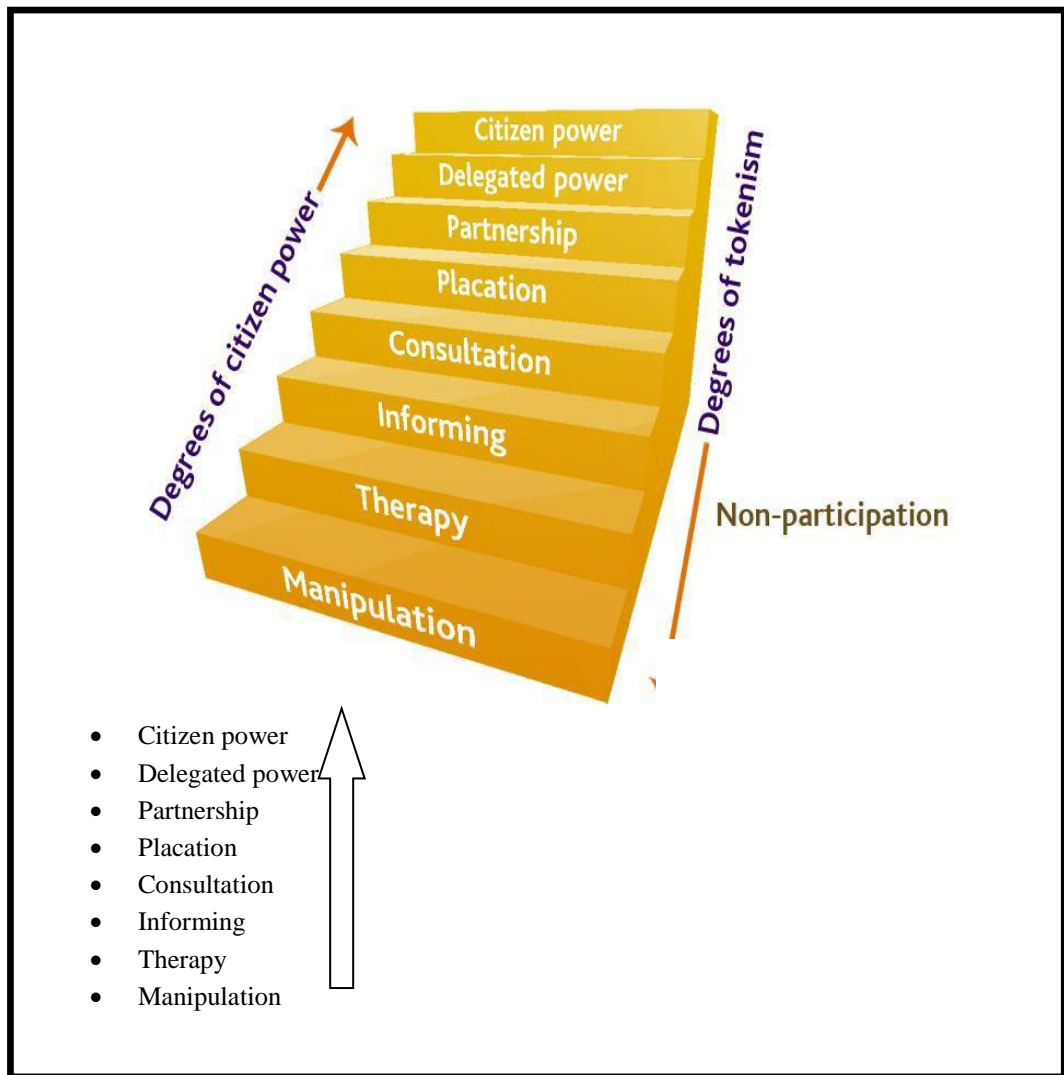 Citizen power
Delegated power
Partnership
Placation
Consultation
Informing
Therapy
Manipulation
Degrees of citizen power
Degrees of tokenism
Non-participation
• Citizen power
• Delegated power
• Partnership
• Placation
• Consultation
• Informing
• Therapy
• Manipulation